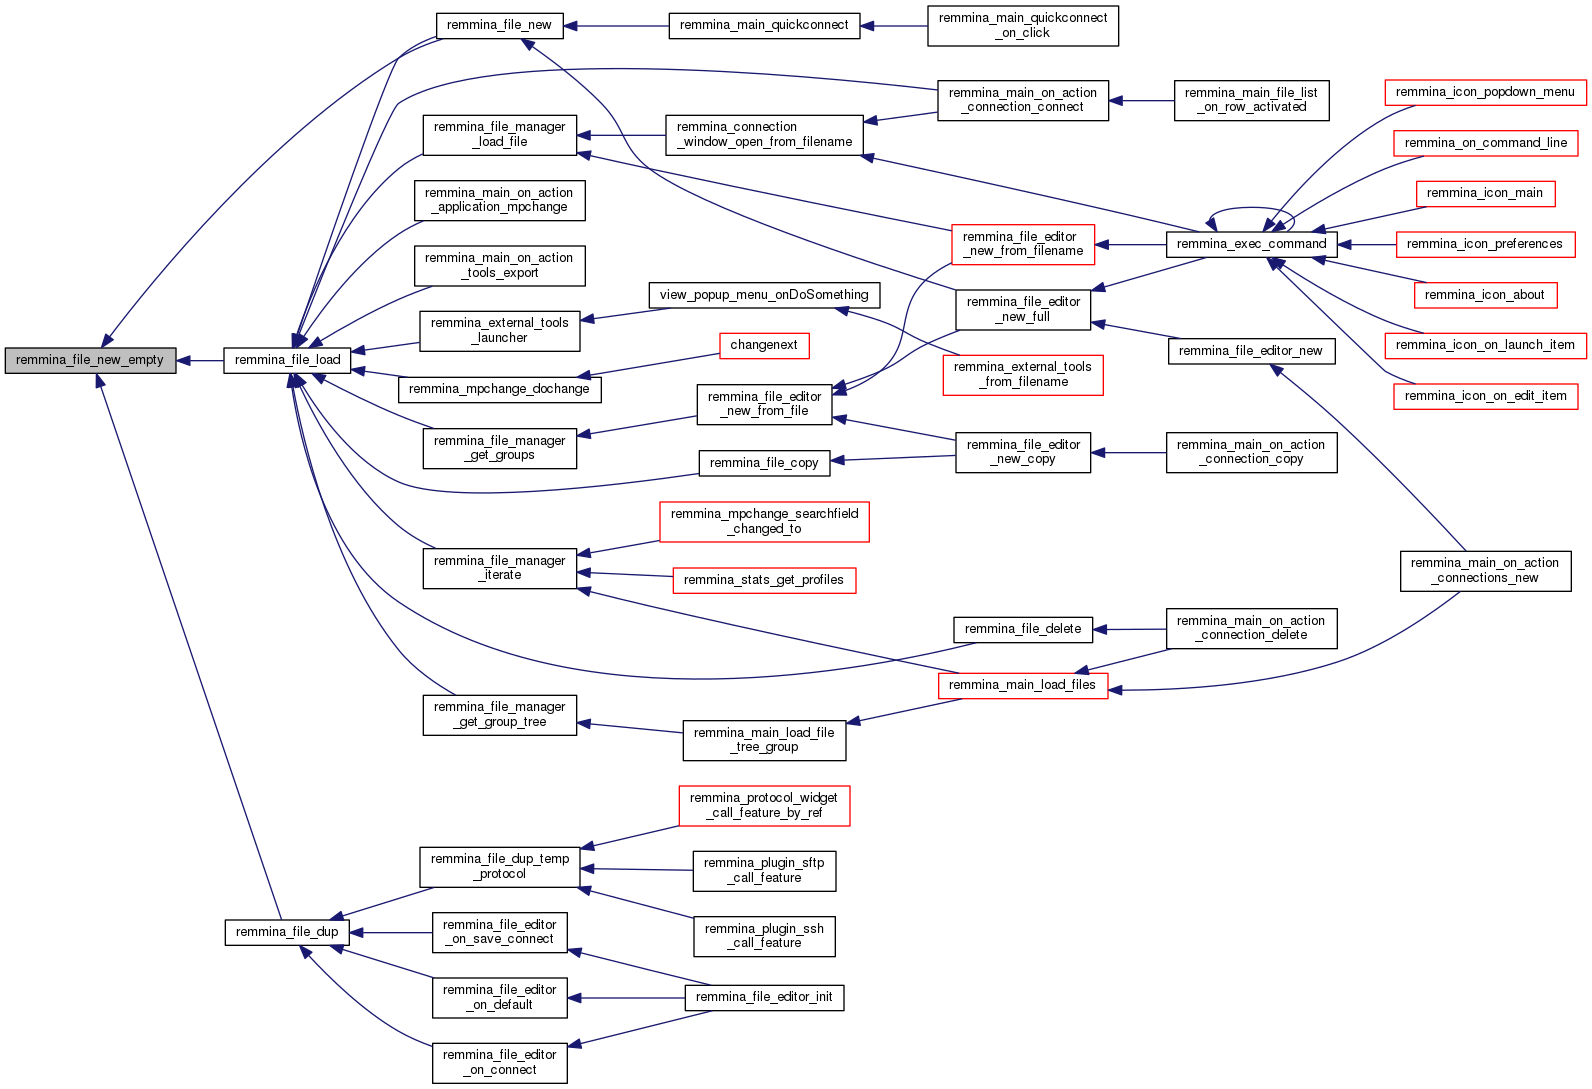 remmina_file_new_empty
remmina_file_load
remmina_file_dup
remmina_file_new
remmina_file_manager
_load_file
remmina_main_on_action
_application_mpchange
remmina_main_on_action
_tools_export
remmina_external_tools
_launcher
remmina_mpchange_dochange
remmina_file_manager
_get_groups
remmina_file_manager
_iterate
remmina_file_manager
_get_group_tree
remmina_file_dup_temp
_protocol
remmina_file_editor
_on_save_connect
remmina_file_editor
_on_default
remmina_file_editor
_on_connect
remmina_main_quickconnect
remmina_connection
_window_open_from_filename
view_popup_menu_onDoSomething
changenext
remmina_file_editor
_new_from_file
remmina_file_copy
remmina_mpchange_searchfield
_changed_to
remmina_stats_get_profiles
remmina_main_load_file
_tree_group
remmina_protocol_widget
_call_feature_by_ref
remmina_plugin_sftp
_call_feature
remmina_plugin_ssh
_call_feature
remmina_file_editor_init
remmina_main_quickconnect
_on_click
remmina_main_on_action
_connection_connect
remmina_file_editor
_new_from_filename
remmina_file_editor
_new_full
remmina_external_tools
_from_filename
remmina_file_editor
_new_copy
remmina_file_delete
remmina_main_load_files
remmina_main_file_list
_on_row_activated
remmina_exec_command
remmina_file_editor_new
remmina_main_on_action
_connection_copy
remmina_main_on_action
_connection_delete
remmina_icon_popdown_menu
remmina_on_command_line
remmina_icon_main
remmina_icon_preferences
remmina_icon_about
remmina_icon_on_launch_item
remmina_icon_on_edit_item
remmina_main_on_action
_connections_new